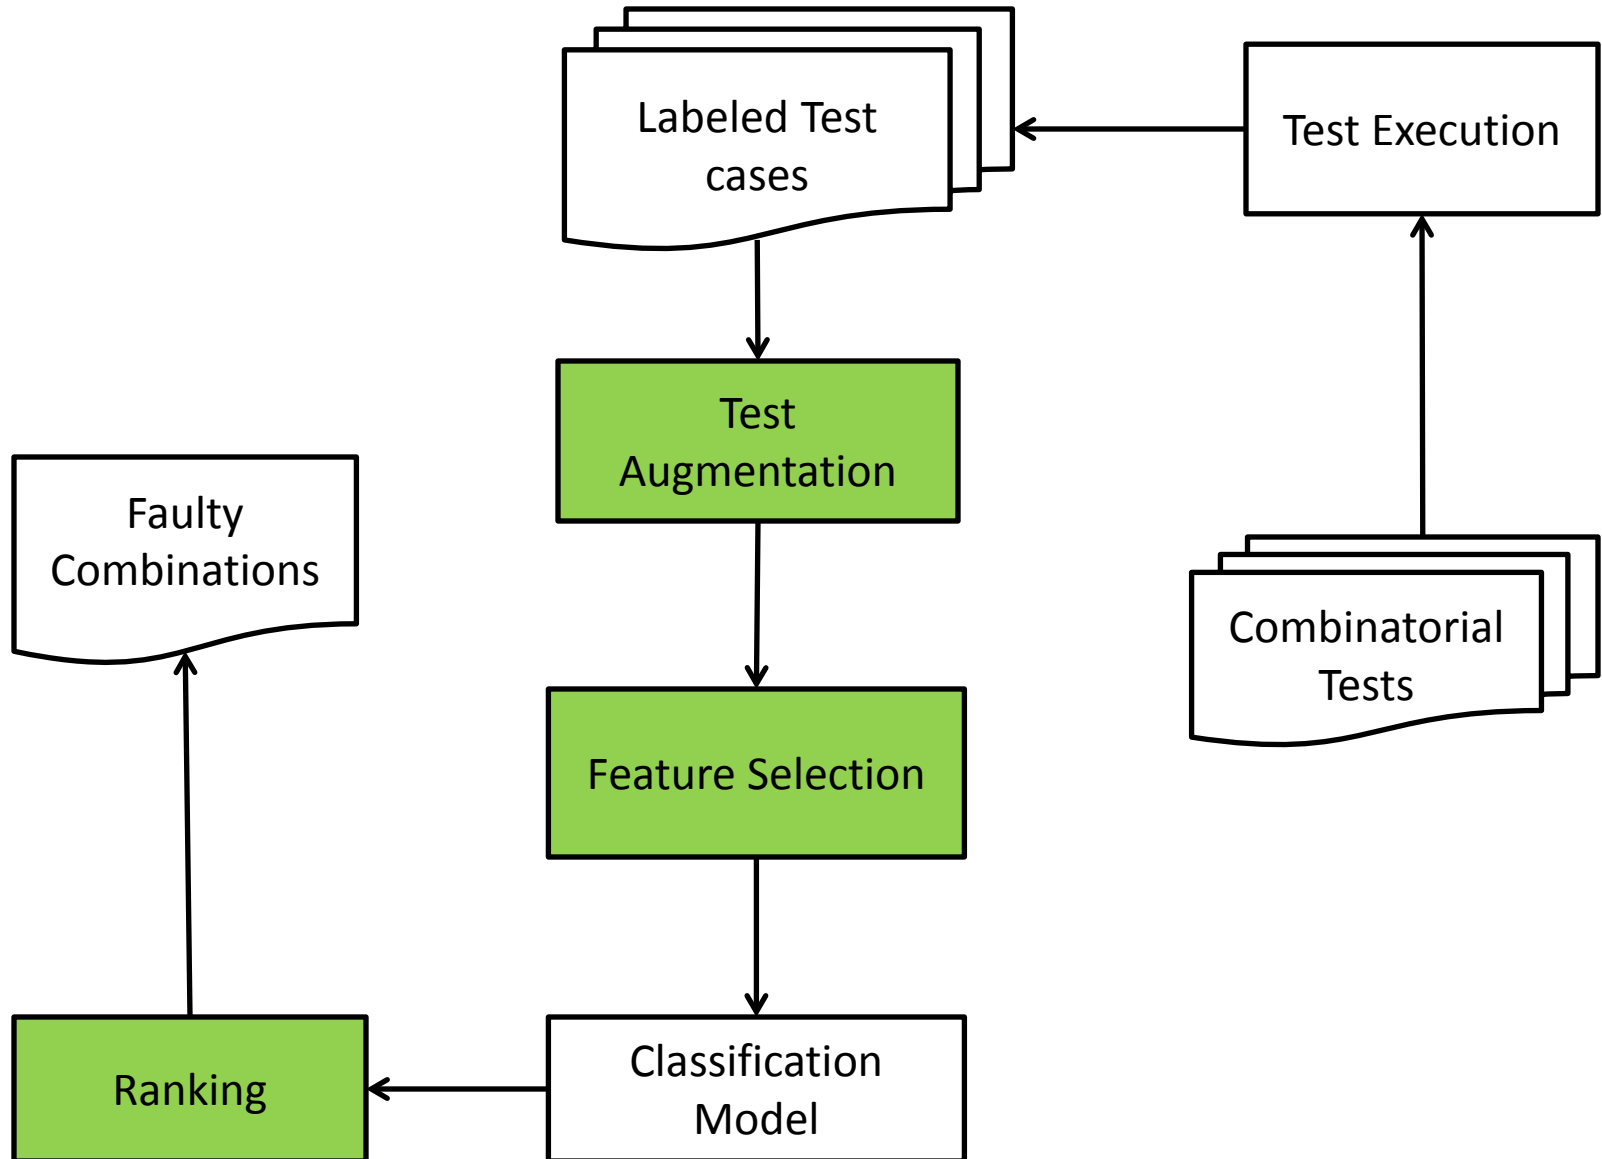 Labeled Test
cases
Test Execution
Test
Augmentation
Faulty
Combinations
Combinatorial
Tests
Feature Selection
Ranking
Classification
Model